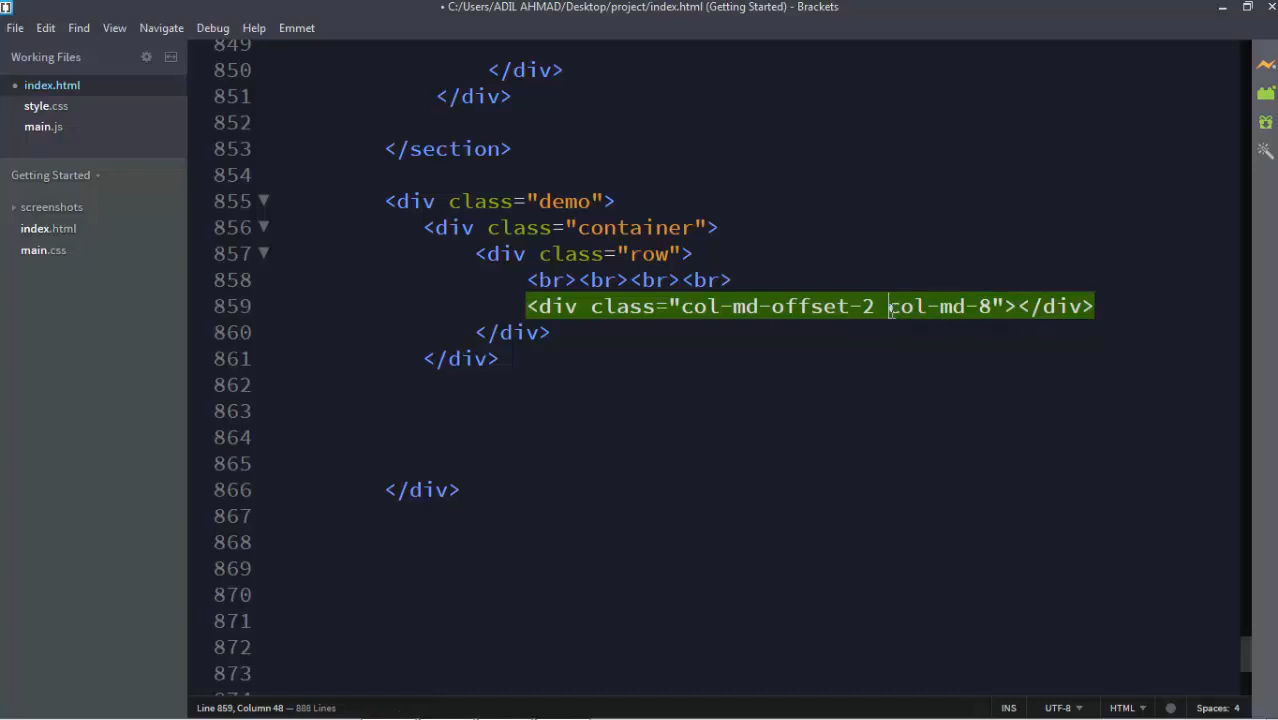 • C:/Users/ADIL AHMAD/Desktop/project/index.html (Getting Started) - Brackets
File Edit Find View Navigate Debug Help Emmet
Working Files
index.html
style.css
main.js
Getting Started
screenshots
index.html
main.css
849
850 </div>
851 </div>
852
853 </section>
854
855 <div class="demo">
856 <div class="container">
857 <div class="row">
858 <br><br><br><br>
859 <div class="col-md-offset-2 col-md-8"></div>
860 </div>
861 </div>
862
863
864
865
866 </div>
867
868
869
870
871
872
873
Line 859, Column 48 — 888 Lines
INS UTF-8 HTML Spaces: 4